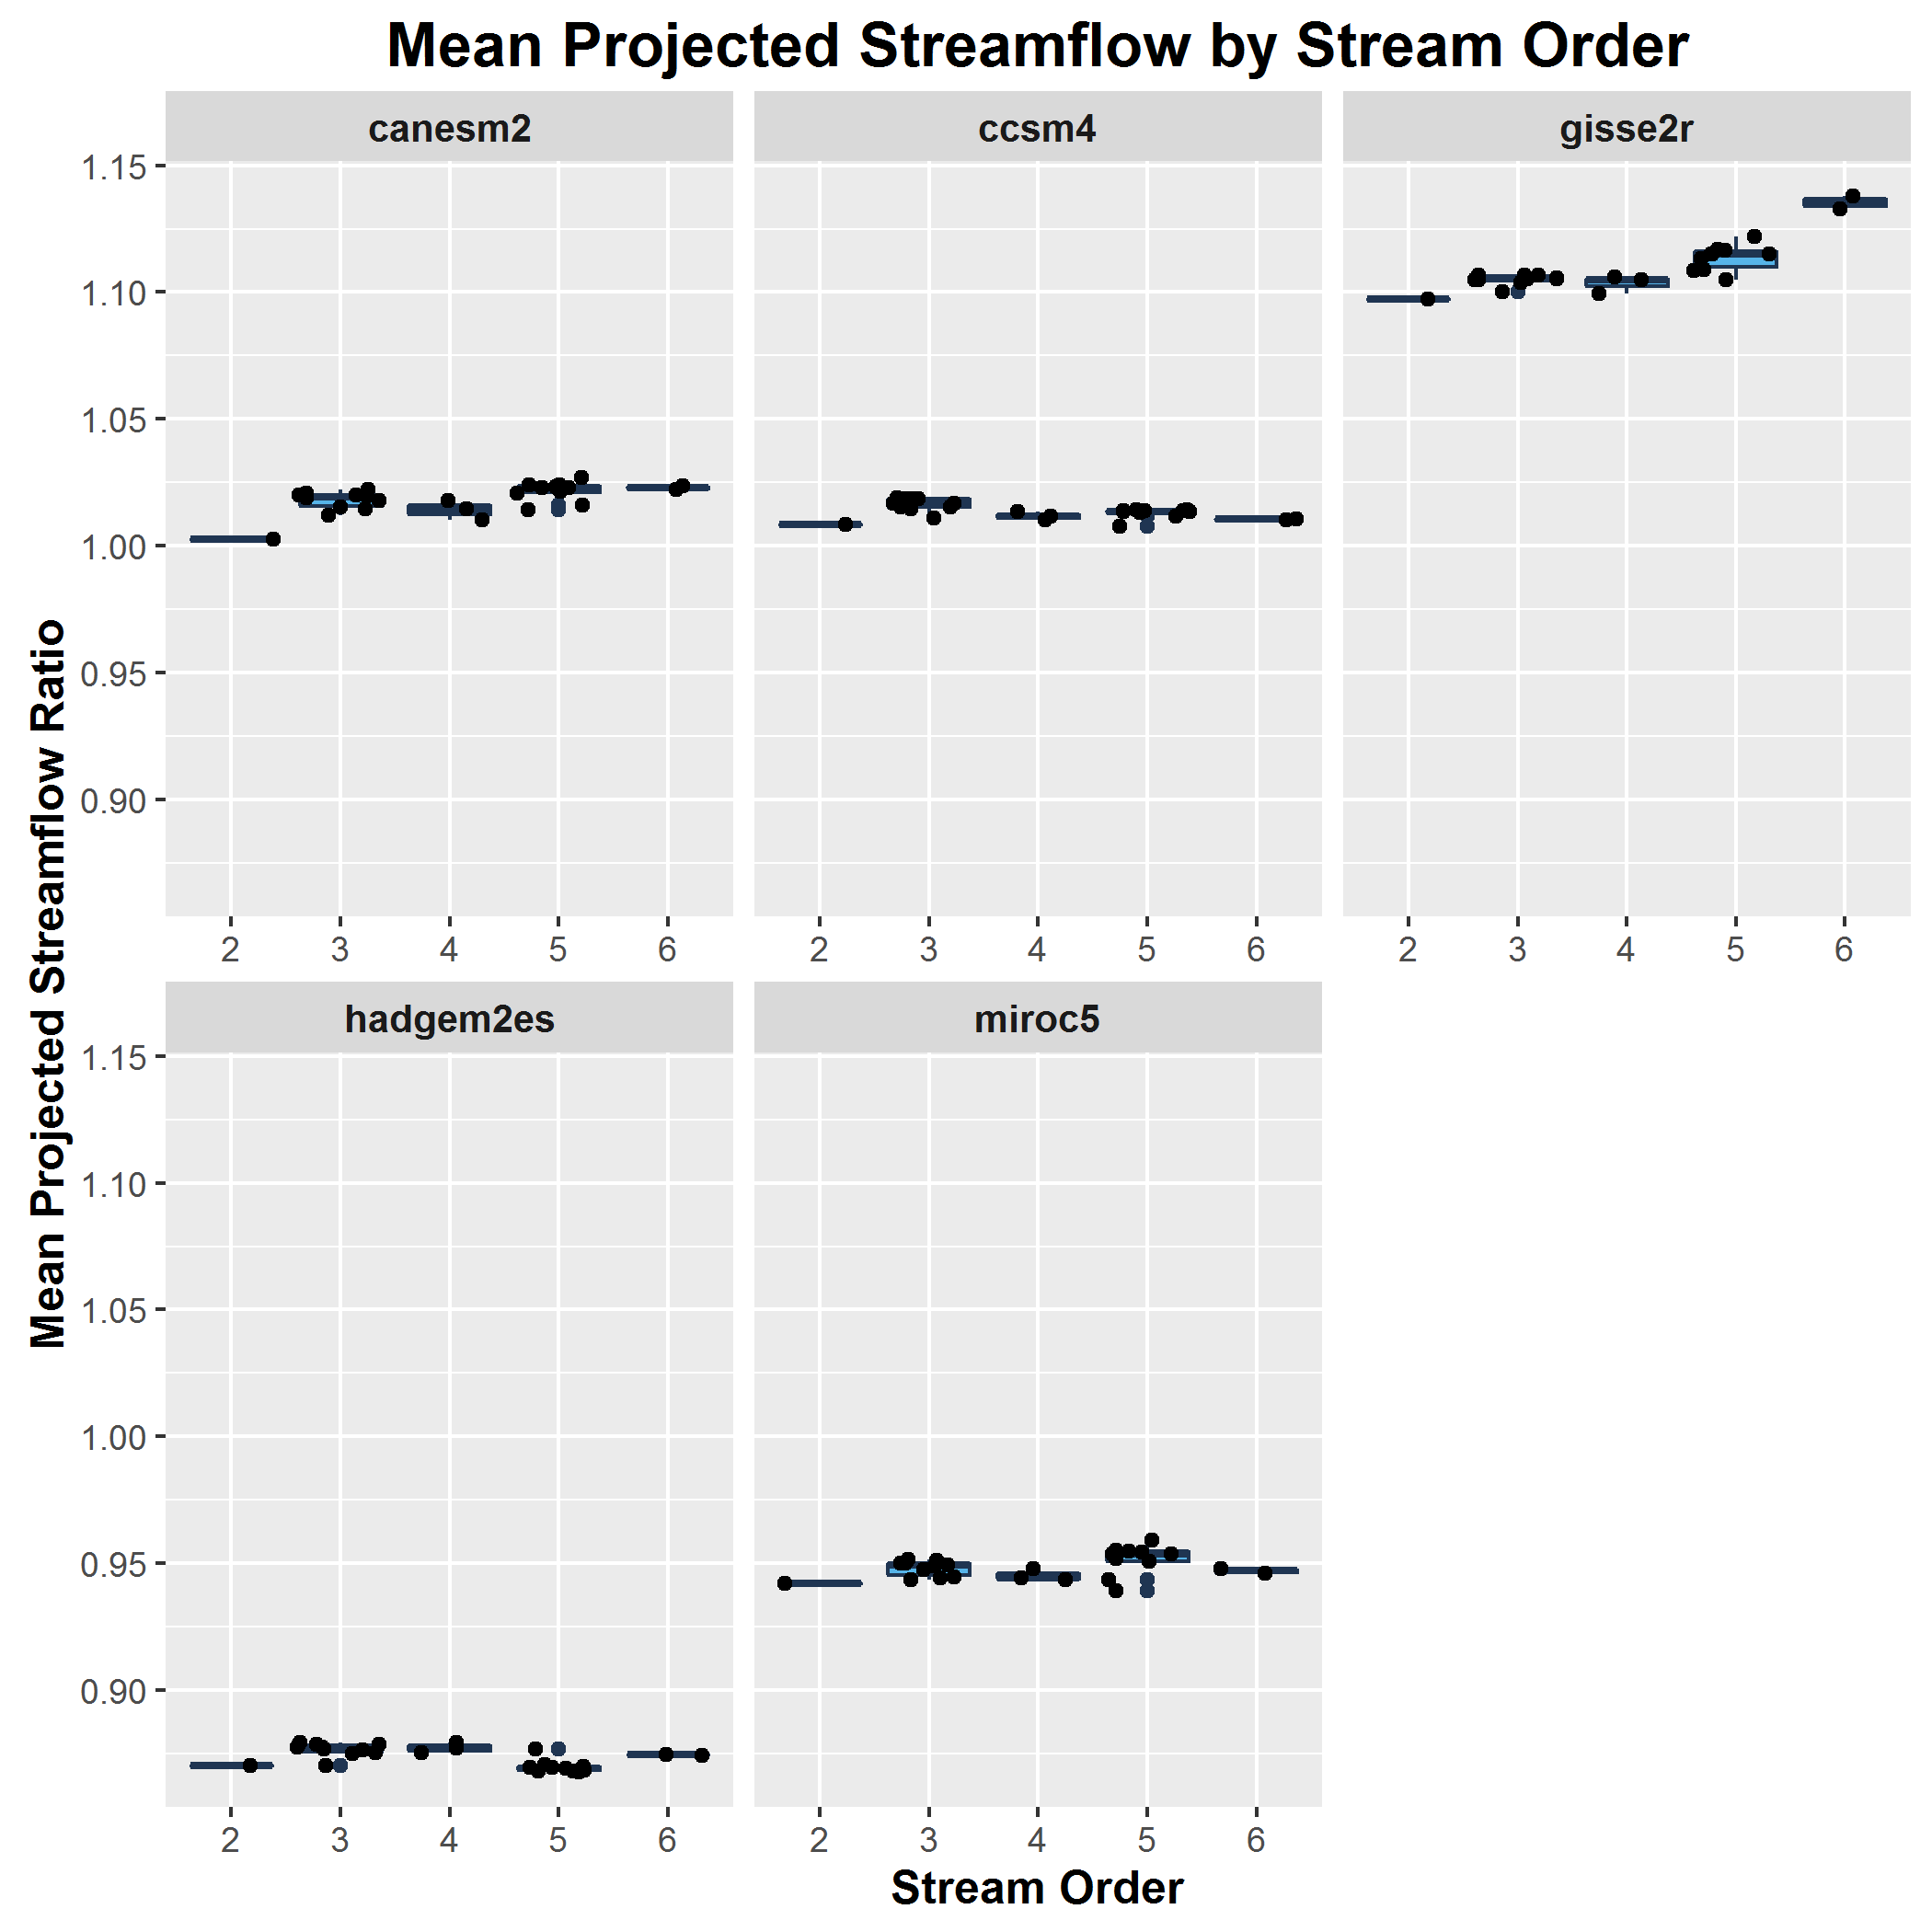 Mean Projected Streamflow by Stream Order
canesm2 ccsm4 gisse2r
1.15
1.10
1.05
1.00
0.95
0.90
2 3 4 5 6 2 3 4 5 6 2 3 4 5 6
Mean Projected Streamflow Ratio
hadgem2es miroc5
1.15
1.10
1.05
1.00
0.95
0.90
2 3 4 5 6 2 3 4 5 6
Stream Order